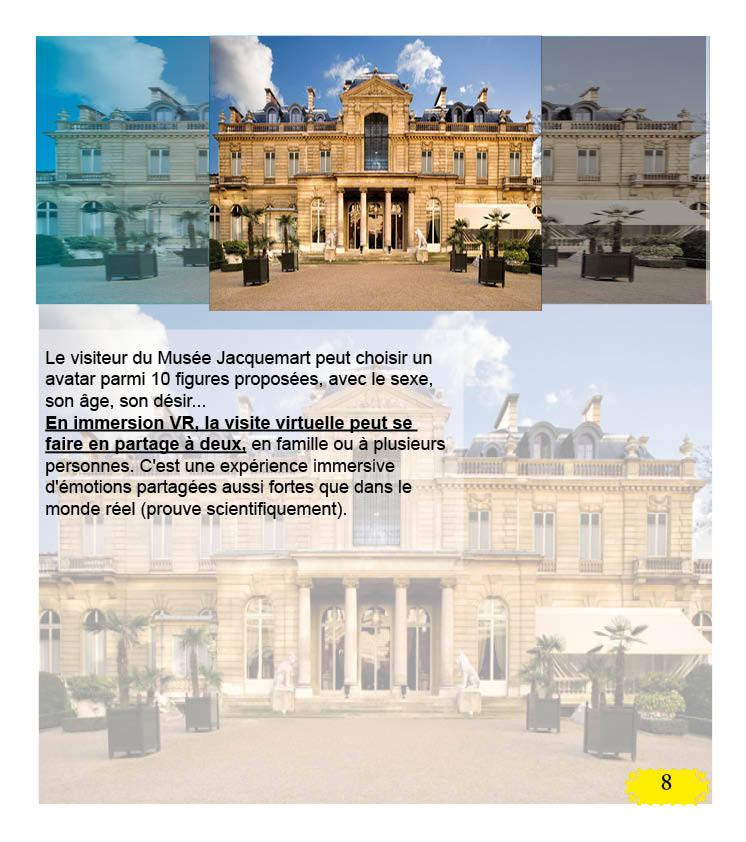 Le visiteur du Musée Jacquemart peut choisir un
avatar parmi 10 figures proposées, avec le sexe,
son âge, son désir...
En immersion VR, la visite virtuelle peut se
faire en partage à deux, en famille ou à plusieurs
personnes. C'est une expérience immersive
d'émotions partagées aussi fortes que dans le
monde réel (prouve scientifiquement).
8